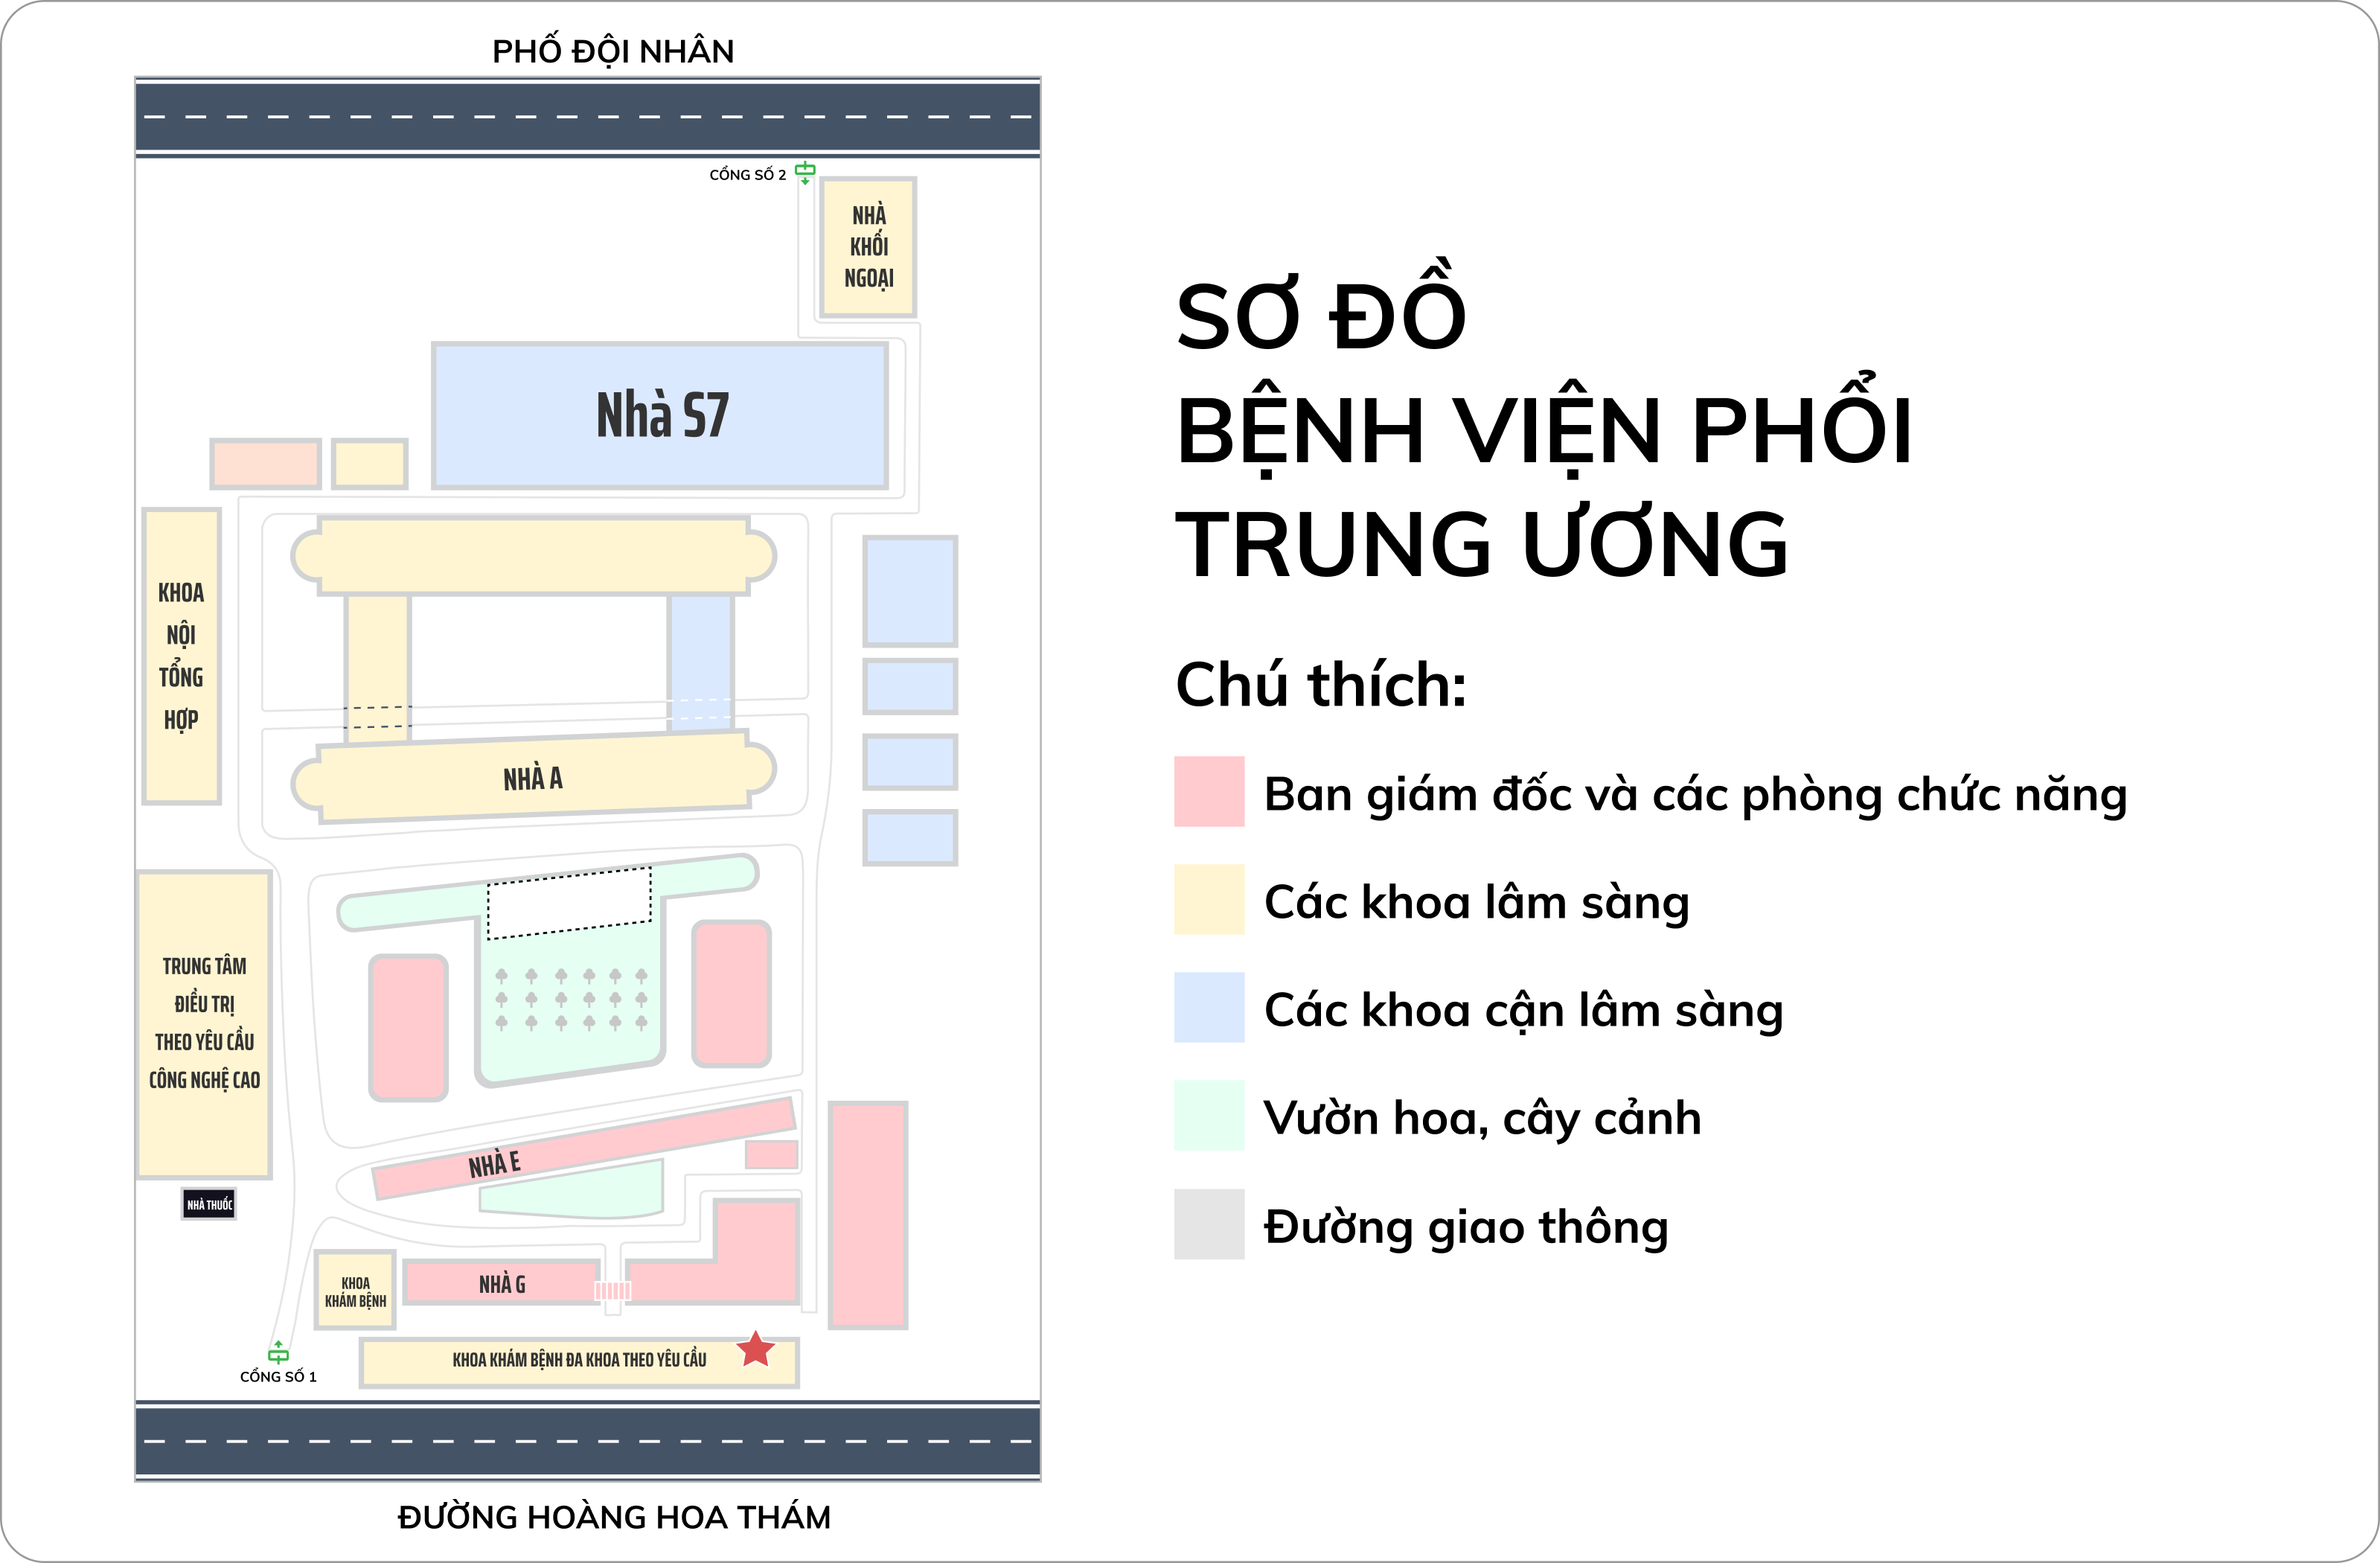 PHỐ ĐỘI NHÂN
CỔNG SỐ 2
NHÀ
KHỐI
NGOẠI
Nhà S7
KHOA
NỘI
TỔNG
HỢP
NHÀ A
TRUNG TÂM
ĐIỀU TRỊ
THEO YÊU CẦU
CÔNG NGHỆ CAO
NHÀ E
NHÀ THUỐC
KHOA
KHÁM BỆNH
NHÀ G
KHOA KHÁM BỆNH ĐA KHOA THEO YÊU CẦU
CỔNG SỐ 1
ĐƯỜNG HOÀNG HOA THÁM
SƠ ĐỒ
BỆNH VIỆN PHỔI
TRUNG ƯƠNG
Chú thích:
Ban giám đốc và các phòng chức năng
Các khoa lâm sàng
Các khoa cận lâm sàng
Vườn hoa, cây cảnh
Đường giao thông